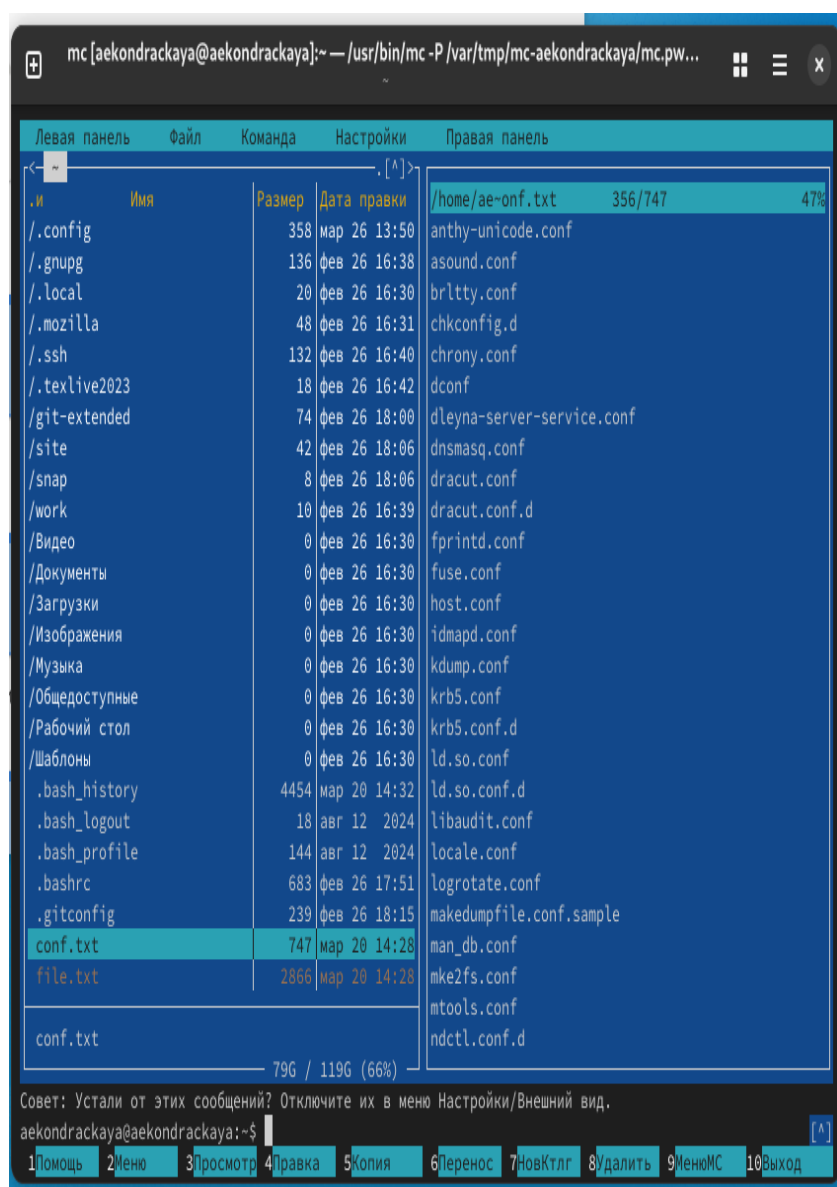 mc [aekondrackaya@aekondrackaya]:~ — /usr/bin/mc -P /var/tmp/mc-aekondrackaya/mc.pw...
~
Левая панель Файл Команда Настройки Правая панель
<- ~ .[^]>
.и Имя Размер Дата правки
/.config 358 мар 26 13:50
/.gnupg 136 фев 26 16:38
/.local 20 фев 26 16:30
/.mozilla 48 фев 26 16:31
/.ssh 132 фев 26 16:40
/.texlive2023 18 фев 26 16:42
/git-extended 74 фев 26 18:00
/site 42 фев 26 18:06
/snap 8 фев 26 18:06
/work 10 фев 26 16:39
/Видео 0 фев 26 16:30
/Документы 0 фев 26 16:30
/Загрузки 0 фев 26 16:30
/Изображения 0 фев 26 16:30
/Музыка 0 фев 26 16:30
/Общедоступные 0 фев 26 16:30
/Рабочий стол 0 фев 26 16:30
/Шаблоны 0 фев 26 16:30
.bash_history 4454 мар 20 14:32
.bash_logout 18 авг 12 2024
.bash_profile 144 авг 12 2024
.bashrc 683 фев 26 17:51
.gitconfig 239 фев 26 18:15
conf.txt 747 мар 20 14:28
file.txt 2866 мар 20 14:28
conf.txt
79G / 119G (66%)
/home/ae~onf.txt 356/747 47%
anthy-unicode.conf
asound.conf
brltty.conf
chkconfig.d
chrony.conf
dconf
dleyna-server-service.conf
dnsmasq.conf
dracut.conf
dracut.conf.d
fprintd.conf
fuse.conf
host.conf
idmapd.conf
kdump.conf
krb5.conf
krb5.conf.d
ld.so.conf
ld.so.conf.d
libaudit.conf
locale.conf
logrotate.conf
makedumpfile.conf.sample
man_db.conf
mke2fs.conf
mtools.conf
ndctl.conf.d
Совет: Устали от этих сообщений? Отключите их в меню Настройки/Внешний вид.
aekondrackaya@aekondrackaya:~$ [^]
1Помощь 2Меню 3Просмотр 4Правка 5Копия 6Перенос 7НовКтлг 8Удалить 9МенюMC 10Выход